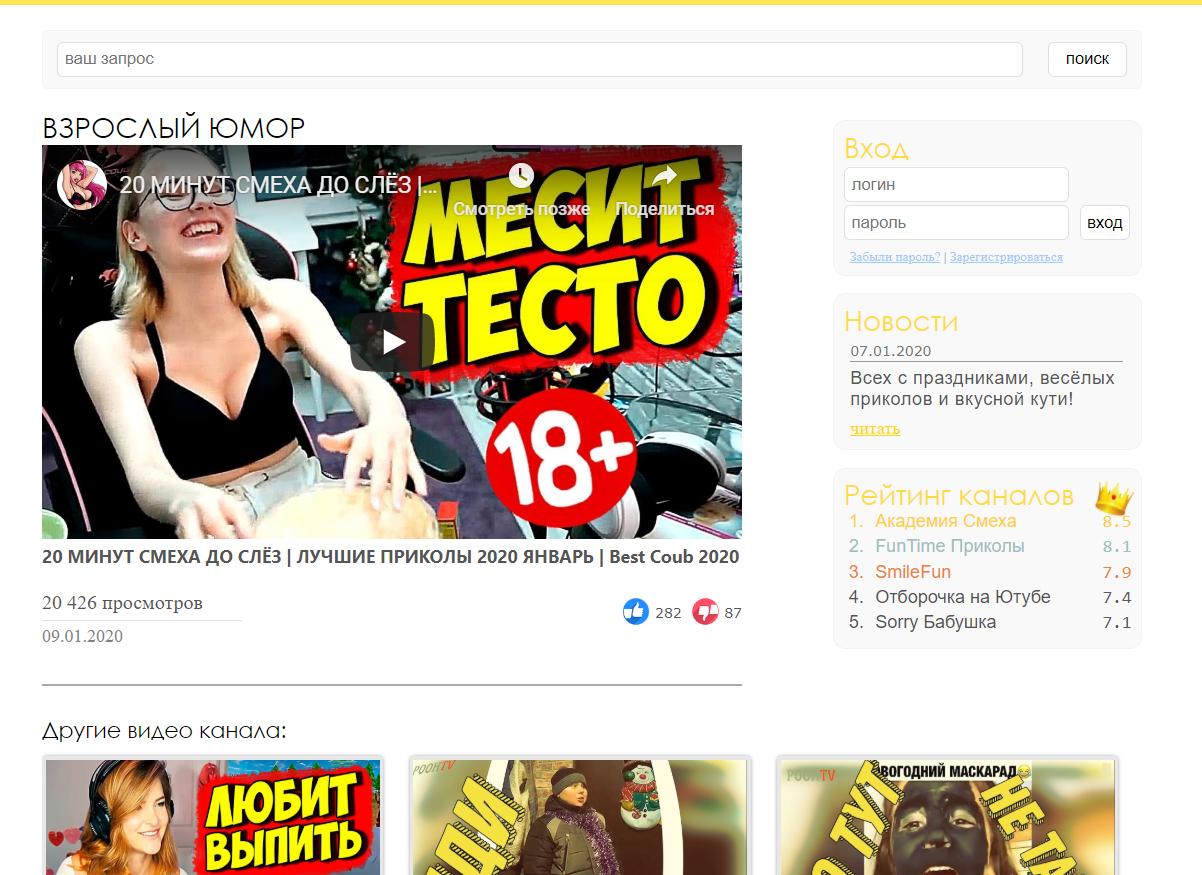 ваш запрос
поиск
ВЗРОСЛЫЙ ЮМОР
20 МИНУТ СМЕХА ДО СЛЁЗ |...
Смотреть позже
Поделиться
МЕСИТ
ТЕСТО
18+
20 МИНУТ СМЕХА ДО СЛЁЗ | ЛУЧШИЕ ПРИКОЛЫ 2020 ЯНВАРЬ | Best Coub 2020
20 426 просмотров
282
87
09.01.2020
Вход
логин
пароль
вход
Забыли пароль? | Зарегистрироваться
Новости
07.01.2020
Всех с праздниками, весёлых
приколов и вкусной кути!
читать
Рейтинг каналов
1. Академия Смеха 8.5
2. FunTime Приколы 8.1
3. SmileFun 7.9
4. Отборочка на Ютубе 7.4
5. Sorry Бабушка 7.1
Другие видео канала:
ЛЮБИТ
ВЫПИТЬ
POOHTV
POOHTV
ВОГОДНИЙ МАСКАРАД
ТУТ
НЕ